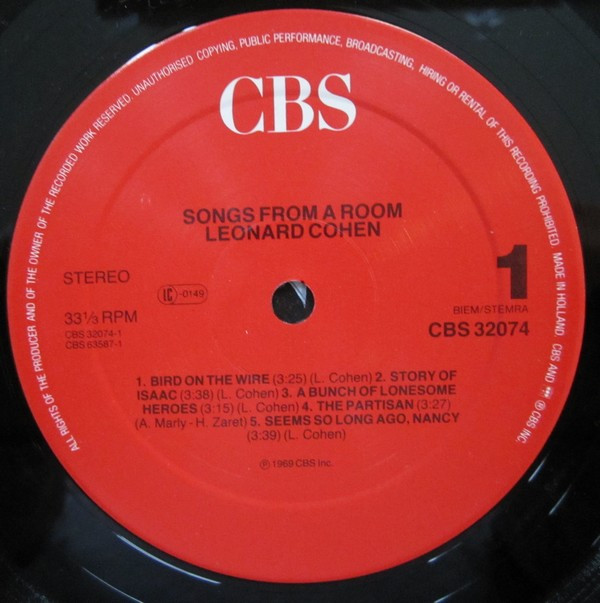 ALL RIGHTS OF THE PRODUCER AND OF THE OWNER OF THE RECORDED WORK RESERVED. UNAUTHORISED COPYING, PUBLIC PERFORMANCE, BROADCASTING, HIRING OR RENTAL OF THIS RECORDING PROHIBITED. MADE IN HOLLAND. CBS AND ℗ CBS INC.
CBS
SONGS FROM A ROOM
LEONARD COHEN
STEREO
LC-0149
1
33 1/3 RPM
BIEM/STEMRA
CBS 32074-1
CBS 32074
CBS 63587-1
1. BIRD ON THE WIRE (3:25) (L. Cohen) 2. STORY OF
ISAAC (3:38) (L. Cohen) 3. A BUNCH OF LONESOME
HEROES (3:15) (L. Cohen) 4. THE PARTISAN (3:27)
(A. Marly - H. Zaret) 5. SEEMS SO LONG AGO, NANCY
(3:39) (L. Cohen)
℗ 1969 CBS Inc.